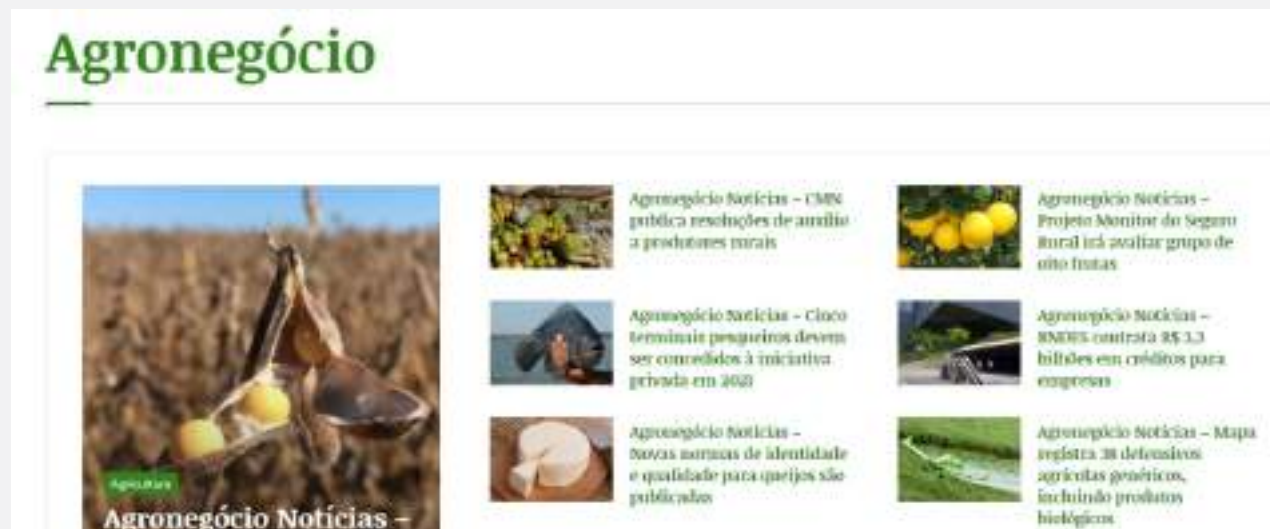 Agronegócio
Agricultura
Agronegócio Notícias –
Agronegócio Notícias – CMN
publica resoluções de auxílio
a produtores rurais
Agronegócio Notícias – Cinco
terminais pesqueiros devem
ser concedidos à iniciativa
privada em 2021
Agronegócio Notícias –
Novas normas de identidade
e qualidade para queijos são
publicadas
Agronegócio Notícias –
Projeto Monitor do Seguro
Rural irá avaliar grupo de
oito frutas
Agronegócio Notícias –
BNDES contrata R$ 3,3
bilhões em créditos para
empresas
Agronegócio Notícias – Mapa
registra 38 defensivos
agrícolas genéricos,
incluindo produtos
biológicos